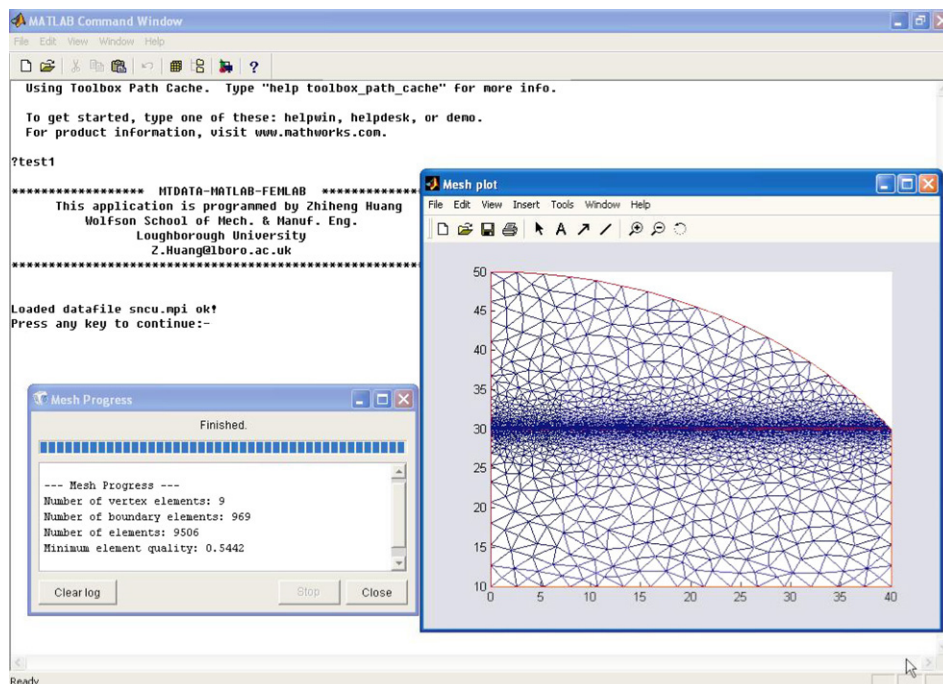 MATLAB Command Window
File Edit View Window Help
Using Toolbox Path Cache. Type "help toolbox_path_cache" for more info.
To get started, type one of these: helpwin, helpdesk, or demo.
For product information, visit www.mathworks.com.
?test1
****************** MTDATA-MATLAB-FEMLAB ******************
This application is programmed by Zhiheng Huang
Wolfson School of Mech. & Manuf. Eng.
Loughborough University
Z.Huang@lboro.ac.uk
Loaded datafile sncu.mpi ok!
Press any key to continue:-
Mesh Progress
Finished.
--- Mesh Progress ---
Number of vertex elements: 9
Number of boundary elements: 969
Number of elements: 9506
Minimum element quality: 0.5442
Clear log Stop Close
Mesh plot
File Edit View Insert Tools Window Help
50
45
40
35
30
25
20
15
10
0 5 10 15 20 25 30 35 40
Ready